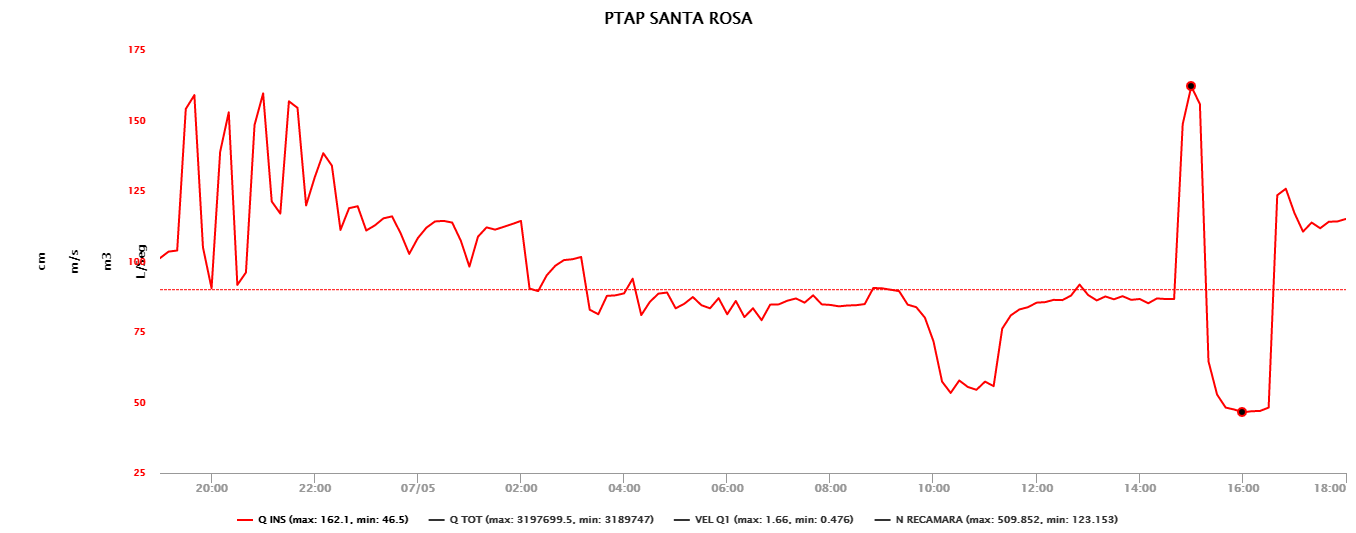 PTAP SANTA ROSA
175
150
125
100
75
50
25
cm
m/s
m3
L/Seg
20:00 22:00 07/05 02:00 04:00 06:00 08:00 10:00 12:00 14:00 16:00 18:00
Q INS (max: 162.1, min: 46.5) Q TOT (max: 3197699.5, min: 3189747) VEL Q1 (max: 1.66, min: 0.476) N RECAMARA (max: 509.852, min: 123.153)